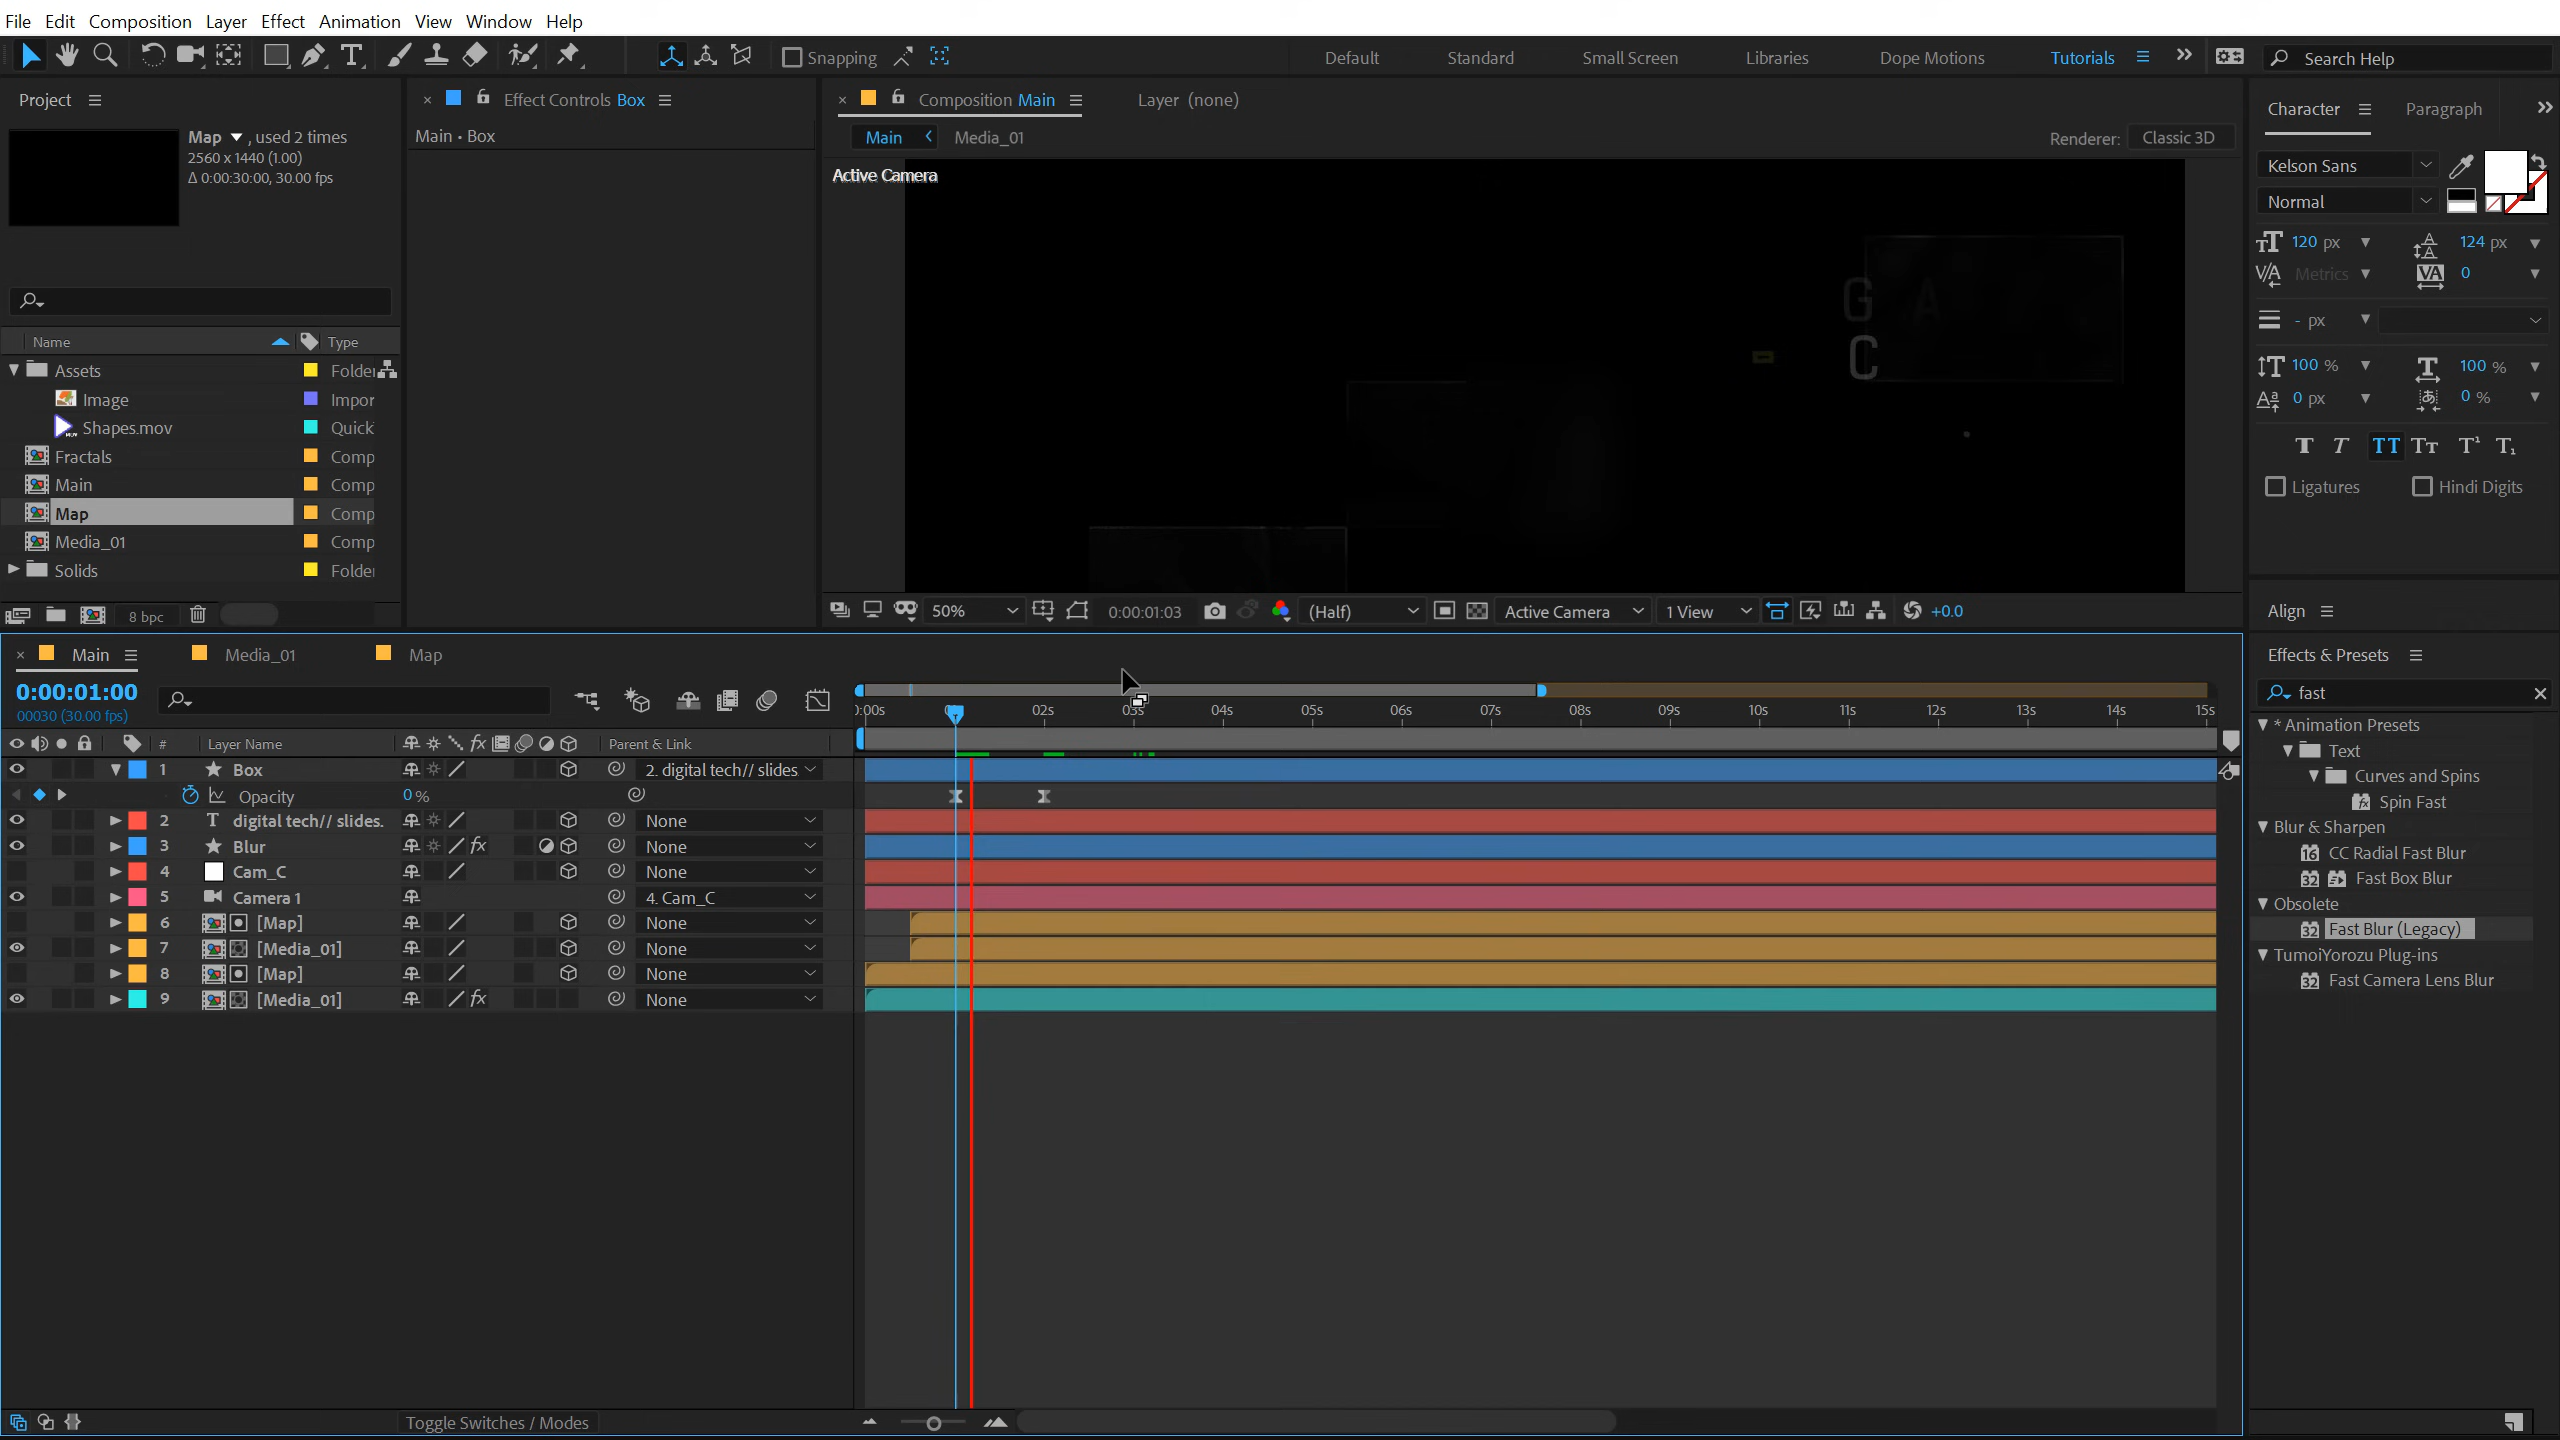 File Edit Composition Layer Effect Animation View Window Help
Snapping
Default Standard Small Screen Libraries Dope Motions Tutorials
Search Help
Project
Map , used 2 times
2560 x 1440 (1.00)
Δ 0:00:30:00, 30.00 fps
Name Type
Assets Folder
Image Impor
Shapes.mov Quick
Fractals Comp
Main Comp
Map Comp
Media_01 Comp
Solids Folder
8 bpc
Effect Controls Box
Main • Box
Composition Main
Layer (none)
Main Media_01
Renderer: Classic 3D
Active Camera
G A
C
50% 0:00:01:03 (Half) Active Camera 1 View +0.0
Character Paragraph
Kelson Sans
Normal
120 px 124 px
Metrics 0
- px
100 % 100 %
0 px 0 %
Ligatures Hindi Digits
Align
Effects & Presets
fast
* Animation Presets
Text
Curves and Spins
Spin Fast
Blur & Sharpen
CC Radial Fast Blur
Fast Box Blur
Obsolete
Fast Blur (Legacy)
TumoiYorozu Plug-ins
Fast Camera Lens Blur
Main Media_01 Map
0:00:01:00
00030 (30.00 fps)
):00s 02s 03s 04s 05s 06s 07s 08s 09s 10s 11s 12s 13s 14s 15s
# Layer Name Parent & Link
1 Box 2. digital tech// slides.
Opacity 0 %
2 digital tech// slides. None
3 Blur None
4 Cam_C None
5 Camera 1 4. Cam_C
6 [Map] None
7 [Media_01] None
8 [Map] None
9 [Media_01] None
Toggle Switches / Modes